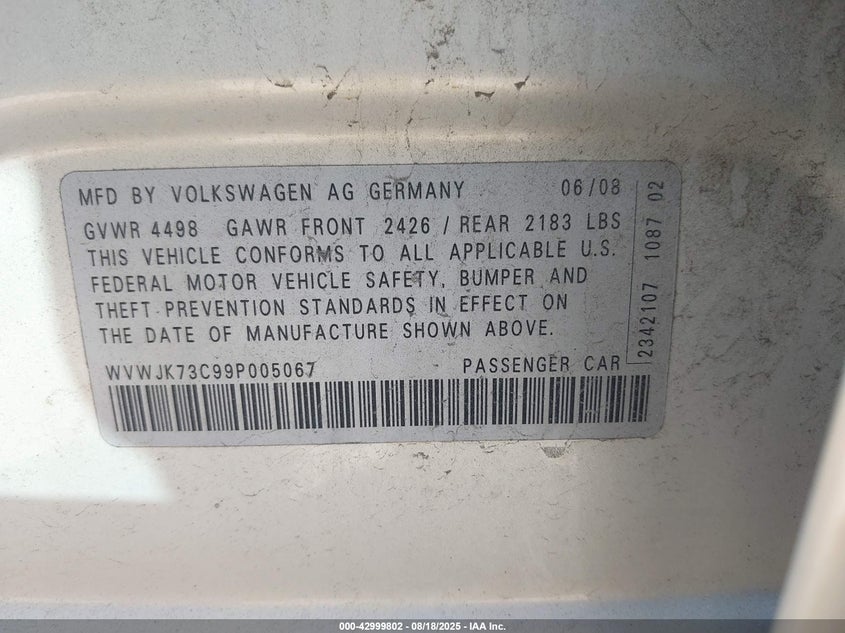 MFD BY VOLKSWAGEN AG GERMANY 06/08
GVWR 4498 GAWR FRONT 2426 / REAR 2183 LBS
THIS VEHICLE CONFORMS TO ALL APPLICABLE U.S.
FEDERAL MOTOR VEHICLE SAFETY, BUMPER AND
THEFT PREVENTION STANDARDS IN EFFECT ON
THE DATE OF MANUFACTURE SHOWN ABOVE.
WVWJK73C99P005067 PASSENGER CAR
2342107 1087 02
000-42999802 - 08/18/2025 - IAA Inc.